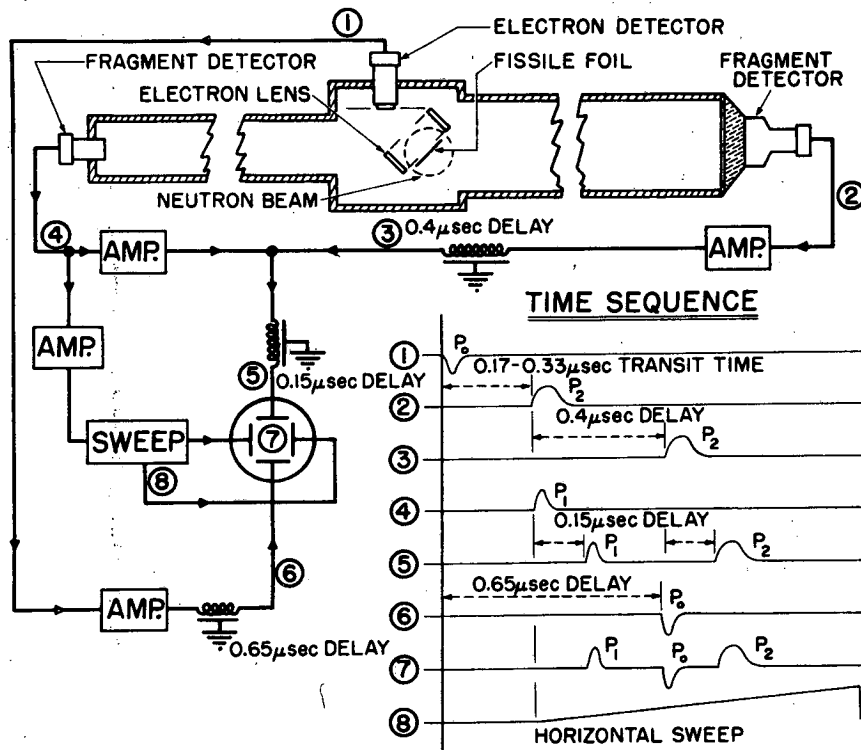 ①
ELECTRON DETECTOR
FRAGMENT DETECTOR
FISSILE FOIL
FRAGMENT
DETECTOR
ELECTRON LENS
NEUTRON BEAM
②
④
③
0.4μsec DELAY
AMP.
AMP.
TIME SEQUENCE
AMP.
⑤
0.15μsec DELAY
SWEEP
⑦
⑧
⑥
AMP.
0.65μsec DELAY
① P₀
0.17-0.33μsec TRANSIT TIME
② P₂
0.4μsec DELAY
③ P₂
④ P₁
0.15μsec DELAY
⑤ P₁ P₂
0.65μsec DELAY
⑥ P₀
⑦ P₁ P₀ P₂
⑧
HORIZONTAL SWEEP